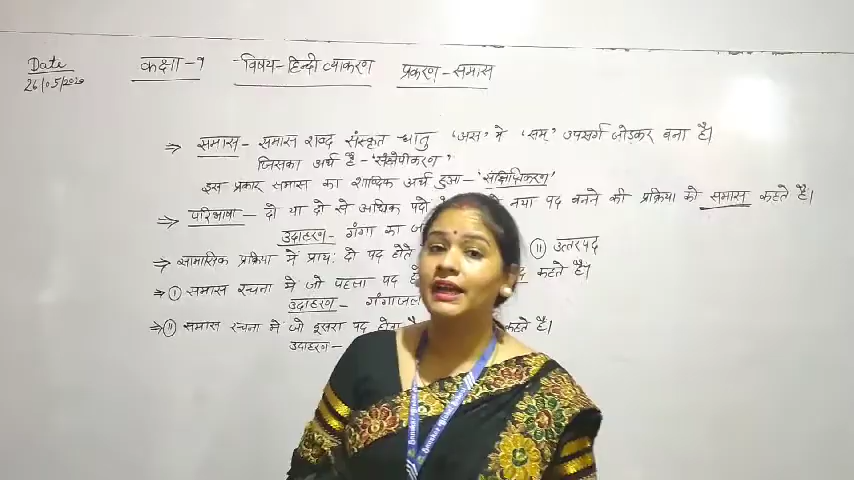 Date
26/05/2020
कक्षा-9 -विषय-हिन्दी व्याकरण प्रकरण-समास
⇒ समास- समास शब्द संस्कृत धातु 'अस' मे 'सम्' उपसर्ग जोड़कर बना है।
जिसका अर्थ है-'संक्षेपीकरण'
इस प्रकार समास का शाब्दिक अर्थ हुआ-'संक्षिप्तिकरण'
⇒ परिभाषा- दो या दो से अधिक पदो नया पद बनने की प्रक्रिया को समास कहते हैं।
उदाहरण- गंगा का
⇒ सामासिक प्रक्रिया में प्राय: दो पद होते (ii) उत्तरपद
⇒ (i) समास रचना में जो पहला पद कहते हैं।
उदाहरण- गंगाजल
⇒ (ii) समास रचना में जो दूसरा पद होता कहते हैं।
उदाहरण-